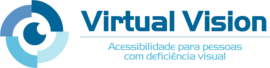 Virtual Vision
Acessibilidade para pessoas
com deficiência visual